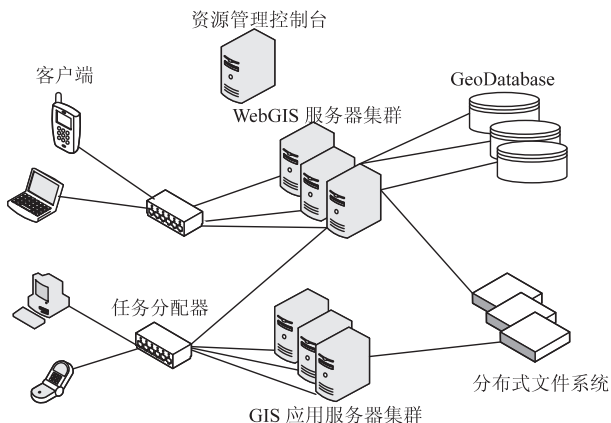 资源管理控制台
客户端
GeoDatabase
WebGIS 服务器集群
任务分配器
分布式文件系统
GIS 应用服务器集群